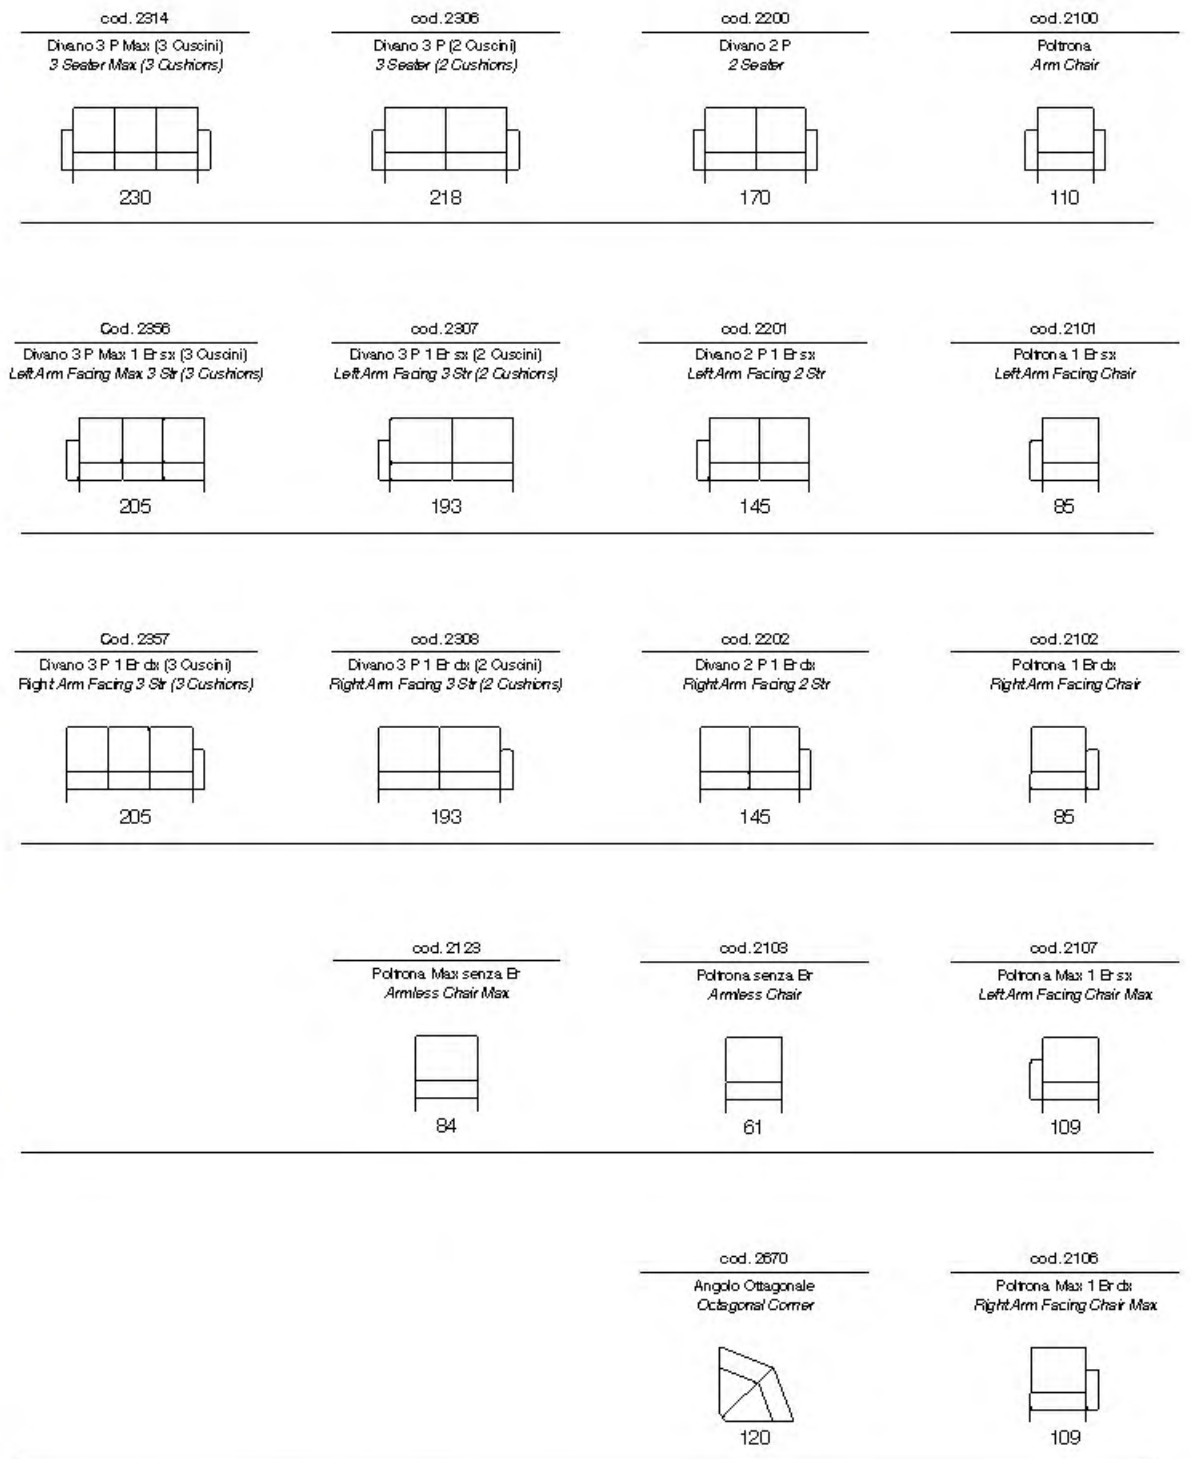 cod. 2314
Divano 3 P Max (3 Cuscini)
3 Seater Max (3 Cushions)
230
cod. 2306
Divano 3 P (2 Cuscini)
3 Seater (2 Cushions)
218
cod. 2200
Divano 2 P
2 Seater
170
cod. 2100
Poltrona
Arm Chair
110
Cod. 2356
Divano 3 P Max 1 Br sx (3 Cuscini)
Left Arm Facing Max 3 Str (3 Cushions)
205
cod. 2307
Divano 3 P 1 Br sx (2 Cuscini)
Left Arm Facing 3 Str (2 Cushions)
193
cod. 2201
Divano 2 P 1 Br sx
Left Arm Facing 2 Str
145
cod. 2101
Poltrona 1 Br sx
Left Arm Facing Chair
85
Cod. 2357
Divano 3 P 1 Br dx (3 Cuscini)
Right Arm Facing 3 Str (3 Cushions)
205
cod. 2308
Divano 3 P 1 Br dx (2 Cuscini)
Right Arm Facing 3 Str (2 Cushions)
193
cod. 2202
Divano 2 P 1 Br dx
Right Arm Facing 2 Str
145
cod. 2102
Poltrona 1 Br dx
Right Arm Facing Chair
85
cod. 2123
Poltrona Max senza Br
Armless Chair Max
84
cod. 2103
Poltrona senza Br
Armless Chair
61
cod. 2107
Poltrona Max 1 Br sx
Left Arm Facing Chair Max
109
cod. 2670
Angolo Ottagonale
Octagonal Corner
120
cod. 2106
Poltrona Max 1 Br dx
Right Arm Facing Chair Max
109